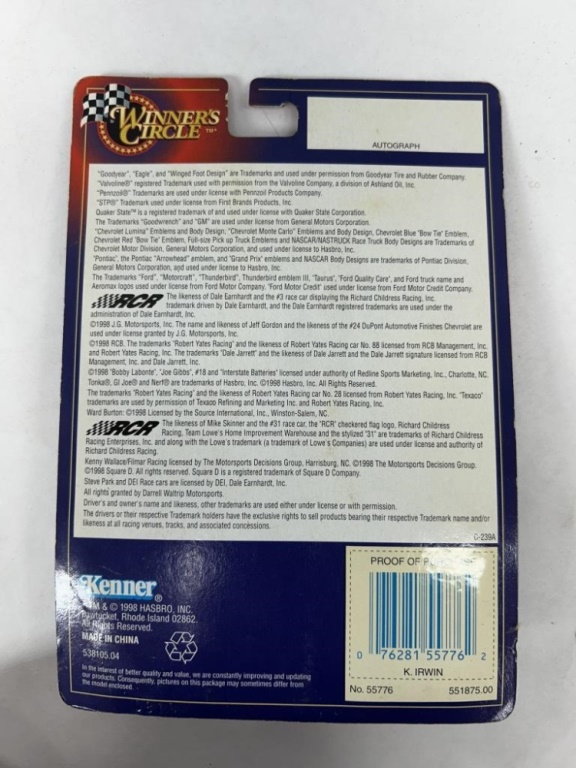 WINNER'S
CIRCLE™
AUTOGRAPH
"Goodyear", "Eagle", and "Winged Foot Design" are Trademarks and used under permission from Goodyear Tire and Rubber Company.
"Valvoline® registered Trademark used with permission from the Valvoline Company, a division of Ashland Oil, Inc.
"Pennzoil® Trademarks are used under license with Pennzoil Product Company.
"STP® Trademark used under license from First Brands Products, Inc.
Quaker State™ is a registered trademark of and used under license with Quaker State Corporation.
The Trademarks "Goodwrench" and "GM" are used under license from General Motors Corporation.
"Chevrolet Lumina" Emblems and Body Design, "Chevrolet Monte Carlo" Emblems and Body Design, Chevrolet Blue "Bow Tie" Emblem,
Chevrolet Red "Bow Tie" Emblem, Full-size Pick up Truck Emblems and NASCAR/NASTRUCK Race Truck Body Designs are Trademarks of
Chevrolet Motor Division, General Motors Corporation, and used under license to Hasbro, Inc.
"Pontiac", the Pontiac "Arrowhead" emblem, and "Grand Prix" emblems and NASCAR Body Designs are trademarks of Pontiac Division,
General Motors Corporation, and used under license to Hasbro, Inc.
The Trademarks "Ford", "Motorcraft", "Thunderbird", Thunderbird emblem III, "Taurus", "Ford Quality Care", and Ford truck name and
Aeromax logos used under license from Ford Motor Company. "Ford Motor Credit" used under license from Ford Motor Credit Company.
RCR The likeness of Dale Earnhardt and the #3 race car displaying the Richard Childress Racing, Inc.
trademark driven by Dale Earnhardt, and the Dale Earnhardt registered trademarks are used under the
administration of Dale Earnhardt, Inc.
©1998 J.G. Motorsports, Inc. The name and likeness of Jeff Gordon and the likeness of the #24 DuPont Automotive Finishes Chevrolet are
used under license granted by J.G. Motorsports, Inc.
©1998 RCB. The trademarks "Robert Yates Racing" and the likeness of Robert Yates Racing car No. 88 licensed from RCB Management, Inc.
and Robert Yates Racing, Inc. The trademarks "Dale Jarrett" and the likeness of Dale Jarrett and the Dale Jarrett signature licensed from RCB
Management, Inc. and Dale Jarrett, Inc.
©1998 "Bobby Labonte", "Joe Gibbs", #18 and "Interstate Batteries" licensed under authority of Redline Sports Marketing, Inc., Charlotte, NC.
Tonka®, GI Joe® and Nerf® are trademarks of Hasbro, Inc. ©1998 Hasbro, Inc. All Rights Reserved.
The trademarks "Robert Yates Racing" and the likeness of Robert Yates Racing car No. 28 licensed from Robert Yates Racing, Inc. "Texaco"
trademarks are used by permission of Texaco Refining and Marketing Inc. and Robert Yates Racing, Inc.
Ward Burton: ©1998 Licensed by the Source International, Inc., Winston-Salem, NC.
RCR The likeness of Mike Skinner and the #31 race car, the "RCR" checkered flag logo, Richard Childress
Racing, Team Lowe's Home Improvement Warehouse and the stylized "31" are trademarks of Richard Childress
Racing Enterprises, Inc. and along with the Lowe's trademark (a trademark of Lowe's Companies) are used under license and authority of
Richard Childress Racing.
Kenny Wallace/Filmar Racing licensed by The Motorsports Decisions Group, Harrisburg, NC. ©1998 The Motorsports Decisions Group.
©1998 Square D. All rights reserved. Square D is a registered trademark of Square D Company.
Steve Park and DEI Race cars are licensed by DEI, Dale Earnhardt, Inc.
All rights granted by Darrell Waltrip Motorsports.
Driver's and owner's name and likeness, other trademarks are used either under license or with permission.
The drivers or their respective Trademark holders have the exclusive rights to sell products bearing their respective Trademark name and/or
likeness at all racing venues, tracks, and associated concessions.
C-239A
Kenner®
™ & © 1998 HASBRO, INC.
Pawtucket, Rhode Island 02862.
All Rights Reserved.
MADE IN CHINA
538105.04
In the interest of better quality and value, we are constantly improving and updating
our products. Consequently, pictures on this package may sometimes differ from
the model enclosed.
PROOF OF
0 76281 55776 2
K. IRWIN
No. 55776 551875.00